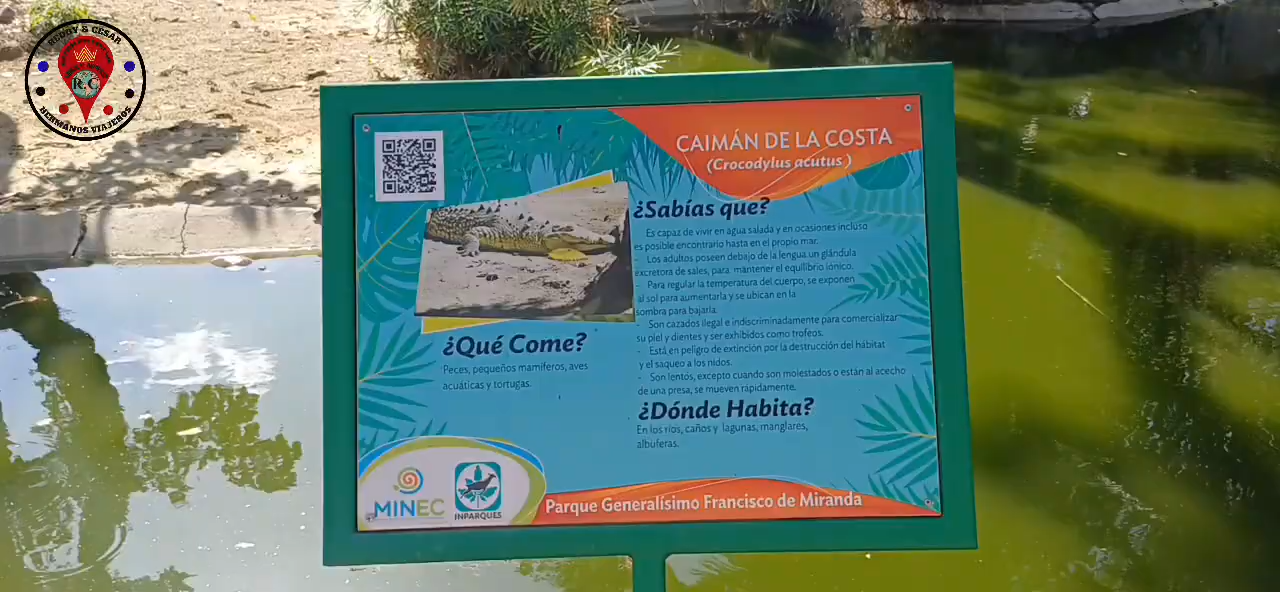 RUDDY & CESAR
R.C
HERMANOS VIAJEROS
CAIMÁN DE LA COSTA
(Crocodylus acutus )
¿Sabías que?
Es capaz de vivir en agua salada y en ocasiones incluso
es posible encontrarlo hasta en el propio mar.
Los adultos poseen debajo de la lengua un glándula
excretora de sales, para mantener el equilibrio iónico.
Para regular la temperatura del cuerpo, se exponen
al sol para aumentarla y se ubican en la
sombra para bajarla.
Son cazados ilegal e indiscriminadamente para comercializar
su piel y dientes y ser exhibidos como trofeos.
- Está en peligro de extinción por la destrucción del hábitat
y el saqueo a los nidos.
- Son lentos, excepto cuando son molestados o están al acecho
de una presa, se mueven rápidamente.
¿Qué Come?
Peces, pequeños mamíferos, aves
acuáticas y tortugas.
¿Dónde Habita?
En los ríos, caños y lagunas, manglares,
albuferas.
MINEC
INPARQUES
Parque Generalísimo Francisco de Miranda